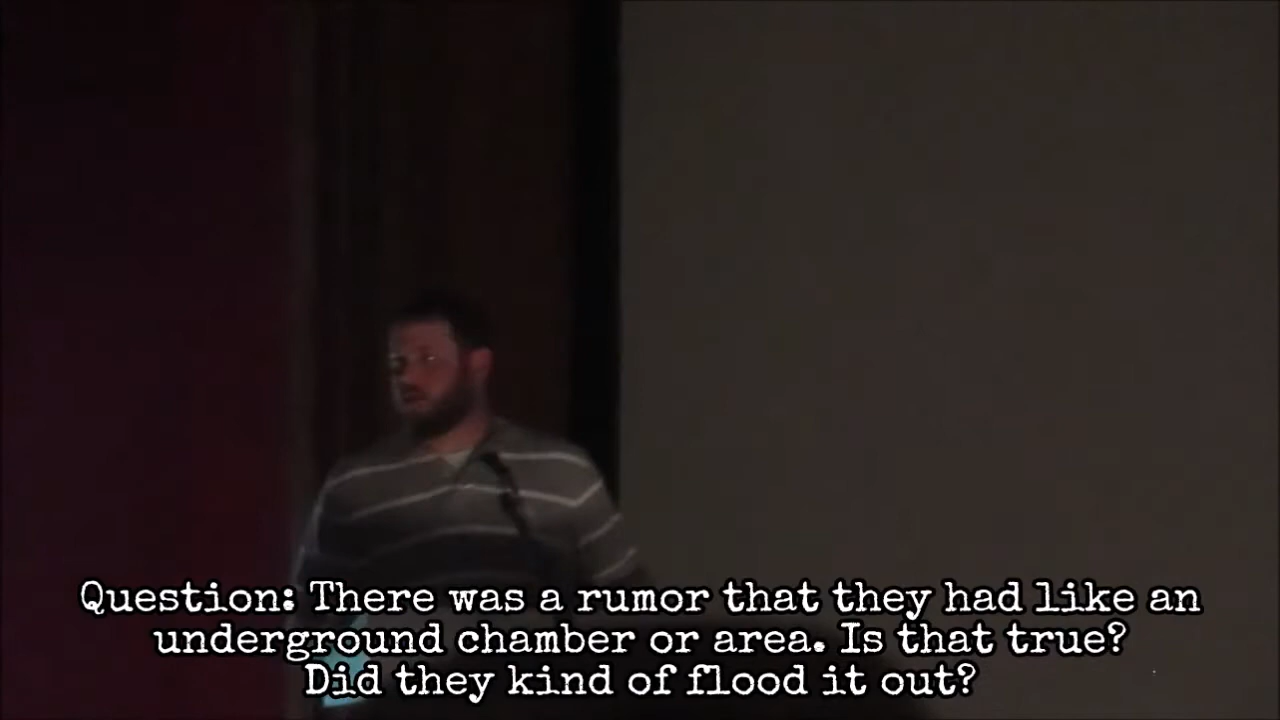 Question: There was a rumor that they had like an
underground chamber or area. Is that true?
Did they kind of flood it out?